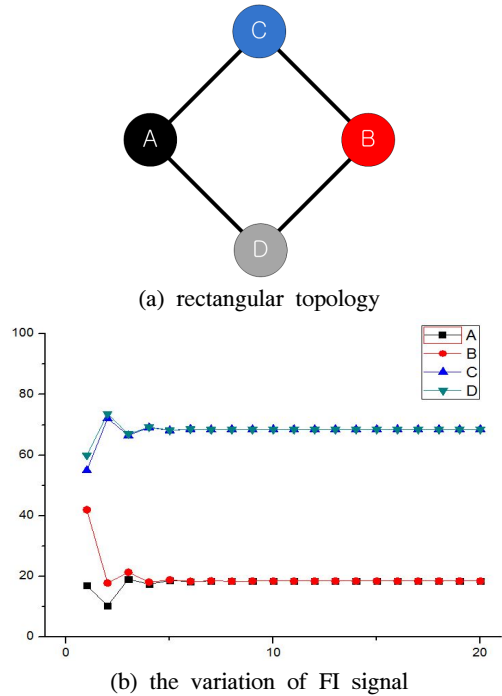 C
A
B
D
(a) rectangular topology
100
80
60
40
20
0
A
B
C
D
0
10
20
(b) the variation of FI signal